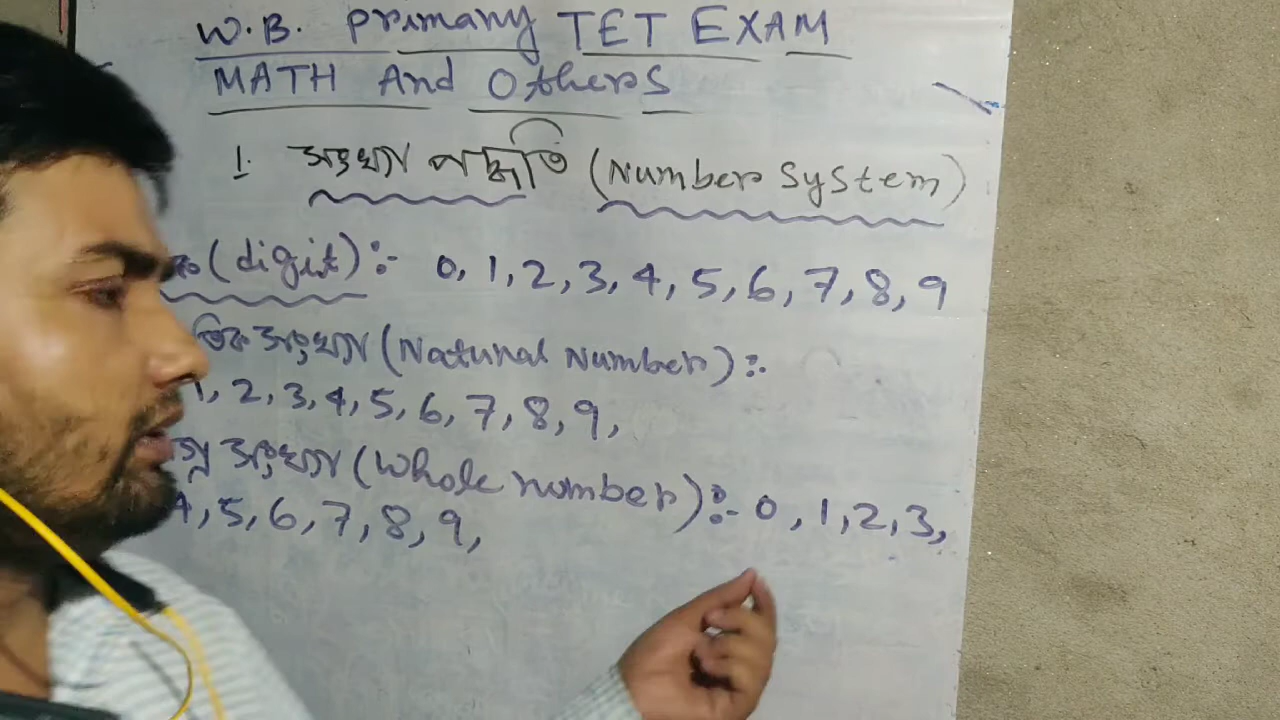 W.B. Primary TET EXAM
MATH And Others
1. সংখ্যা পদ্ধতি (Number System)
(digit):- 0, 1, 2, 3, 4, 5, 6, 7, 8, 9
সংখ্যা (Natural Number):-
1, 2, 3, 4, 5, 6, 7, 8, 9,
সংখ্যা (Whole number):- 0, 1, 2, 3,
4, 5, 6, 7, 8, 9,